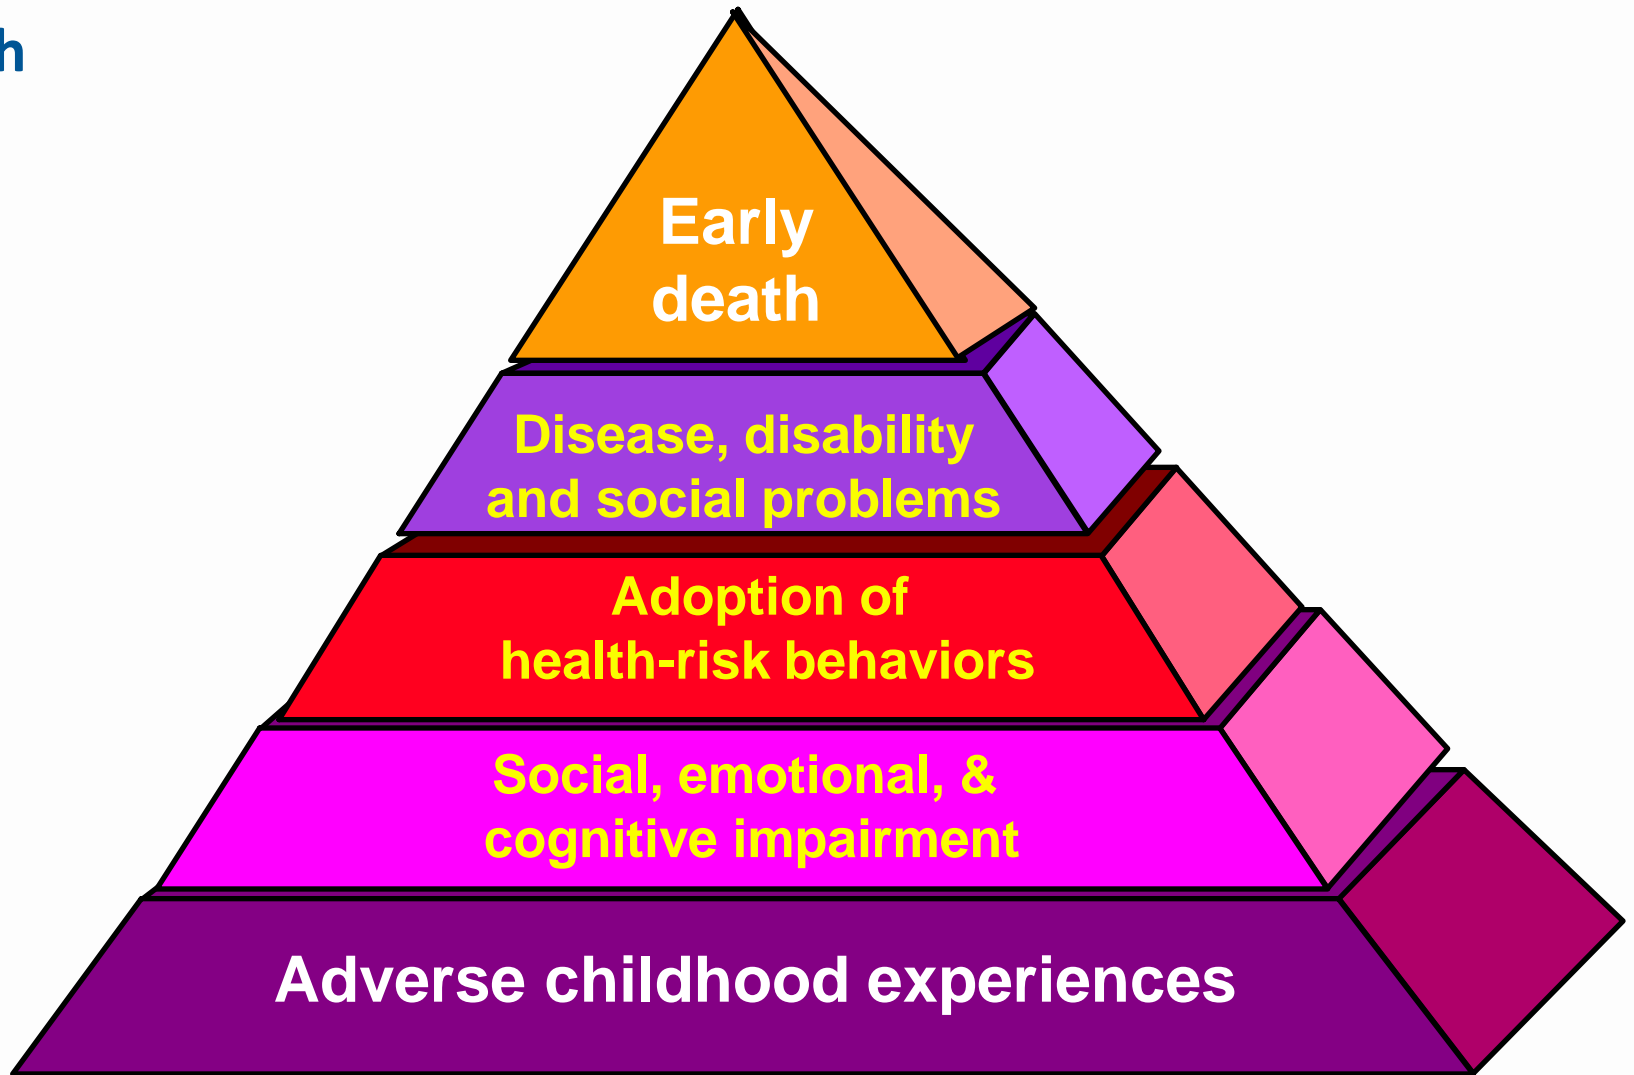 Early
death
Disease, disability
and social problems
Adoption of
health-risk behaviors
Social, emotional, &
cognitive impairment
Adverse childhood experiences